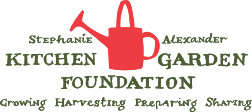 Stephanie Alexander
KITCHEN GARDEN
FOUNDATION
Growing Harvesting Preparing Sharing